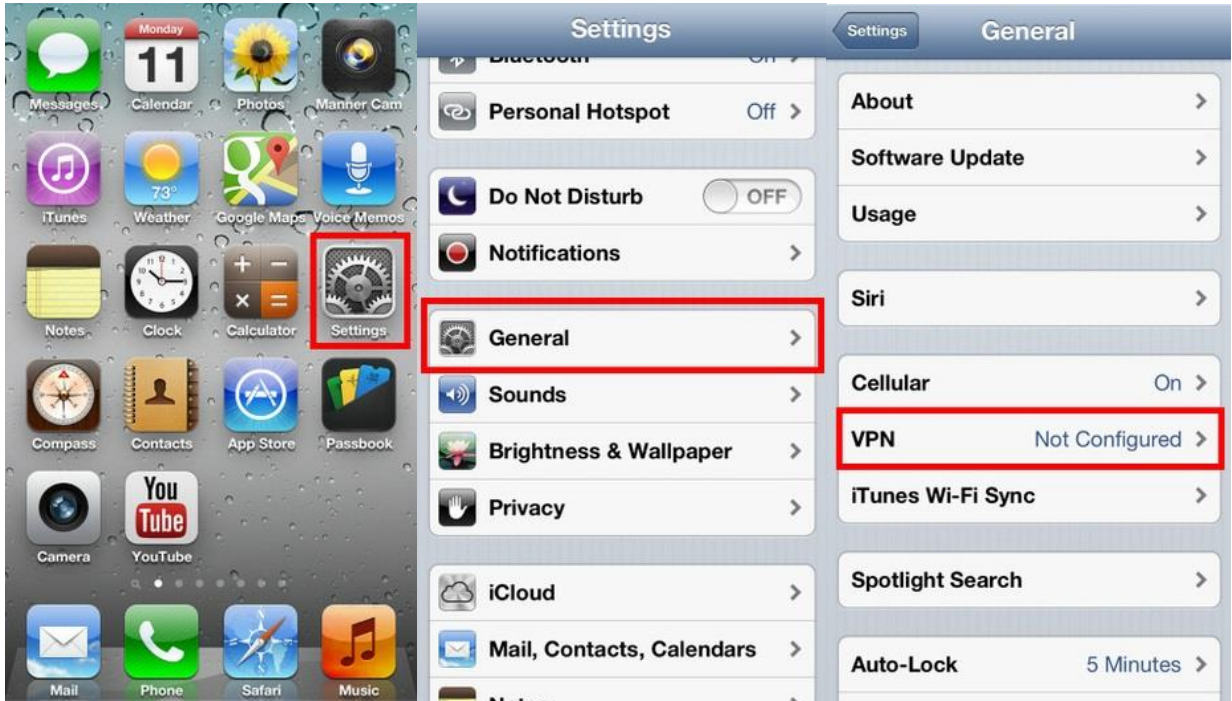 Monday
11
Messages
Calendar
Photos
Manner Cam
73°
iTunes
Weather
Google Maps
Voice Memos
Notes
Clock
Calculator
Settings
Compass
Contacts
App Store
Passbook
You
Tube
Camera
YouTube
Mail
Phone
Safari
Music
Settings
Bluetooth On
Personal Hotspot Off
Do Not Disturb OFF
Notifications
General
Sounds
Brightness & Wallpaper
Privacy
iCloud
Mail, Contacts, Calendars
Settings General
About
Software Update
Usage
Siri
Cellular On
VPN Not Configured
iTunes Wi-Fi Sync
Spotlight Search
Auto-Lock 5 Minutes